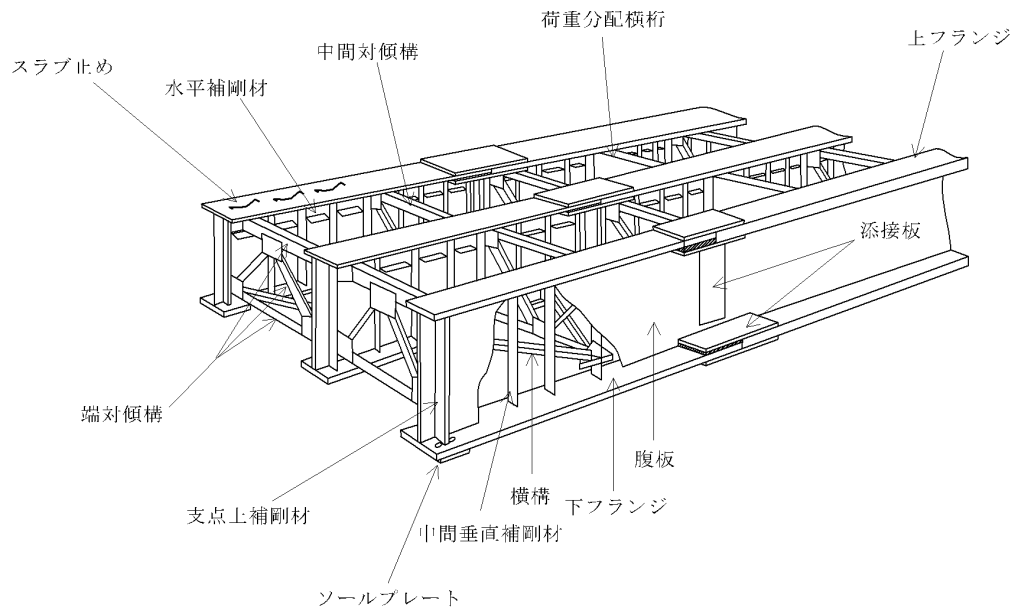 荷重分配横桁
上フランジ
中間対傾構
スラブ止め
水平補剛材
添接板
端対傾構
腹板
横構
下フランジ
支点上補剛材
中間垂直補剛材
ソールプレート